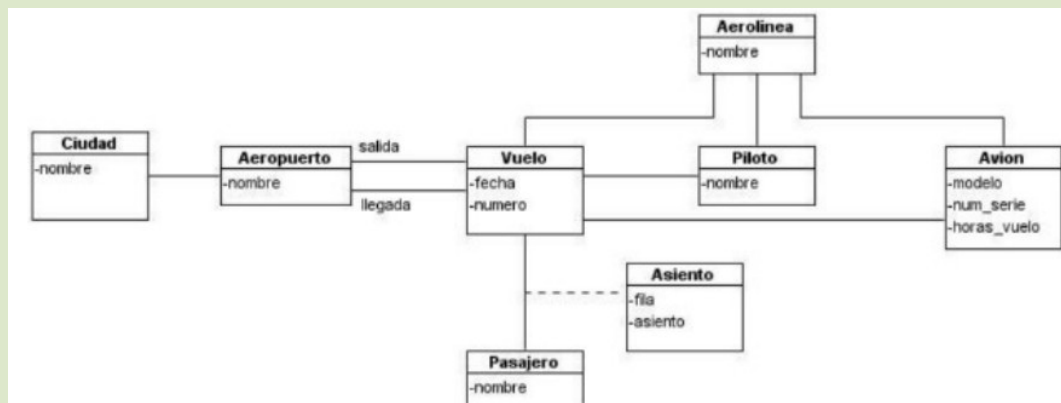 Aerolinea
-nombre
Ciudad
-nombre
Aeropuerto
-nombre
salida
llegada
Vuelo
-fecha
-numero
Piloto
-nombre
Avion
-modelo
-num_serie
-horas_vuelo
Asiento
-fila
-asiento
Pasajero
-nombre